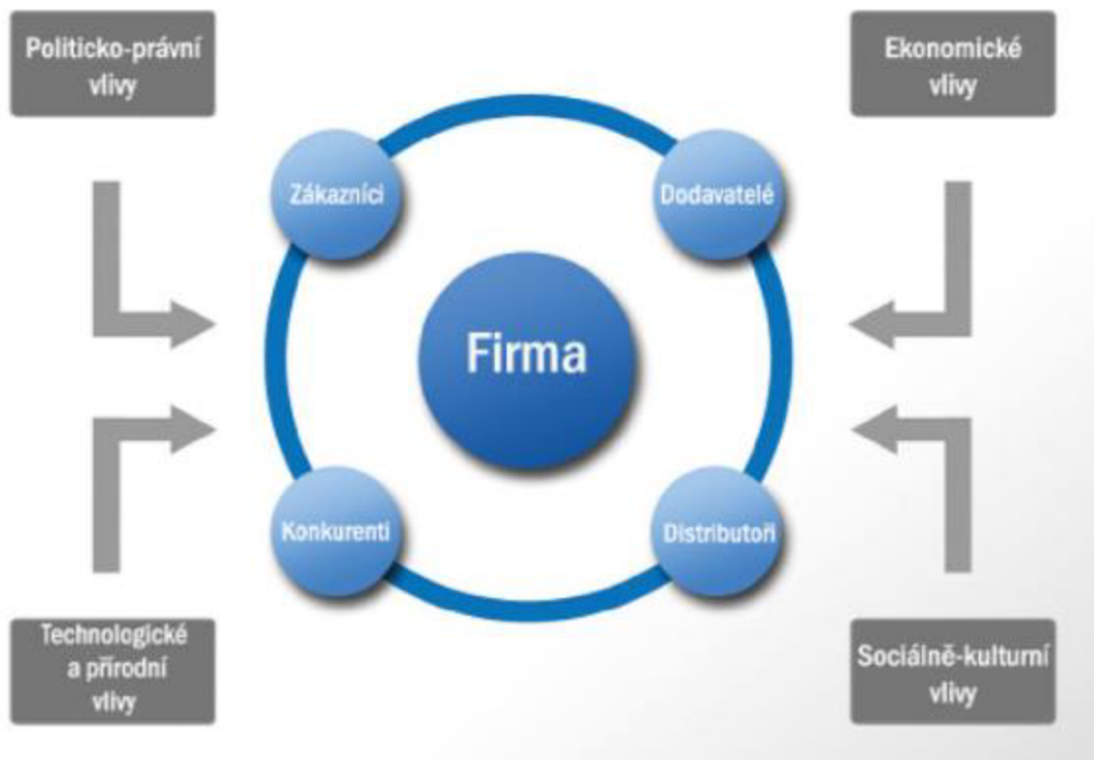 Politicko-právní
vlivy
Ekonomické
vlivy
Zákazníci
Dodavatelé
Firma
Konkurenti
Distributoři
Technologické
a přírodní
vlivy
Sociálně-kulturní
vlivy